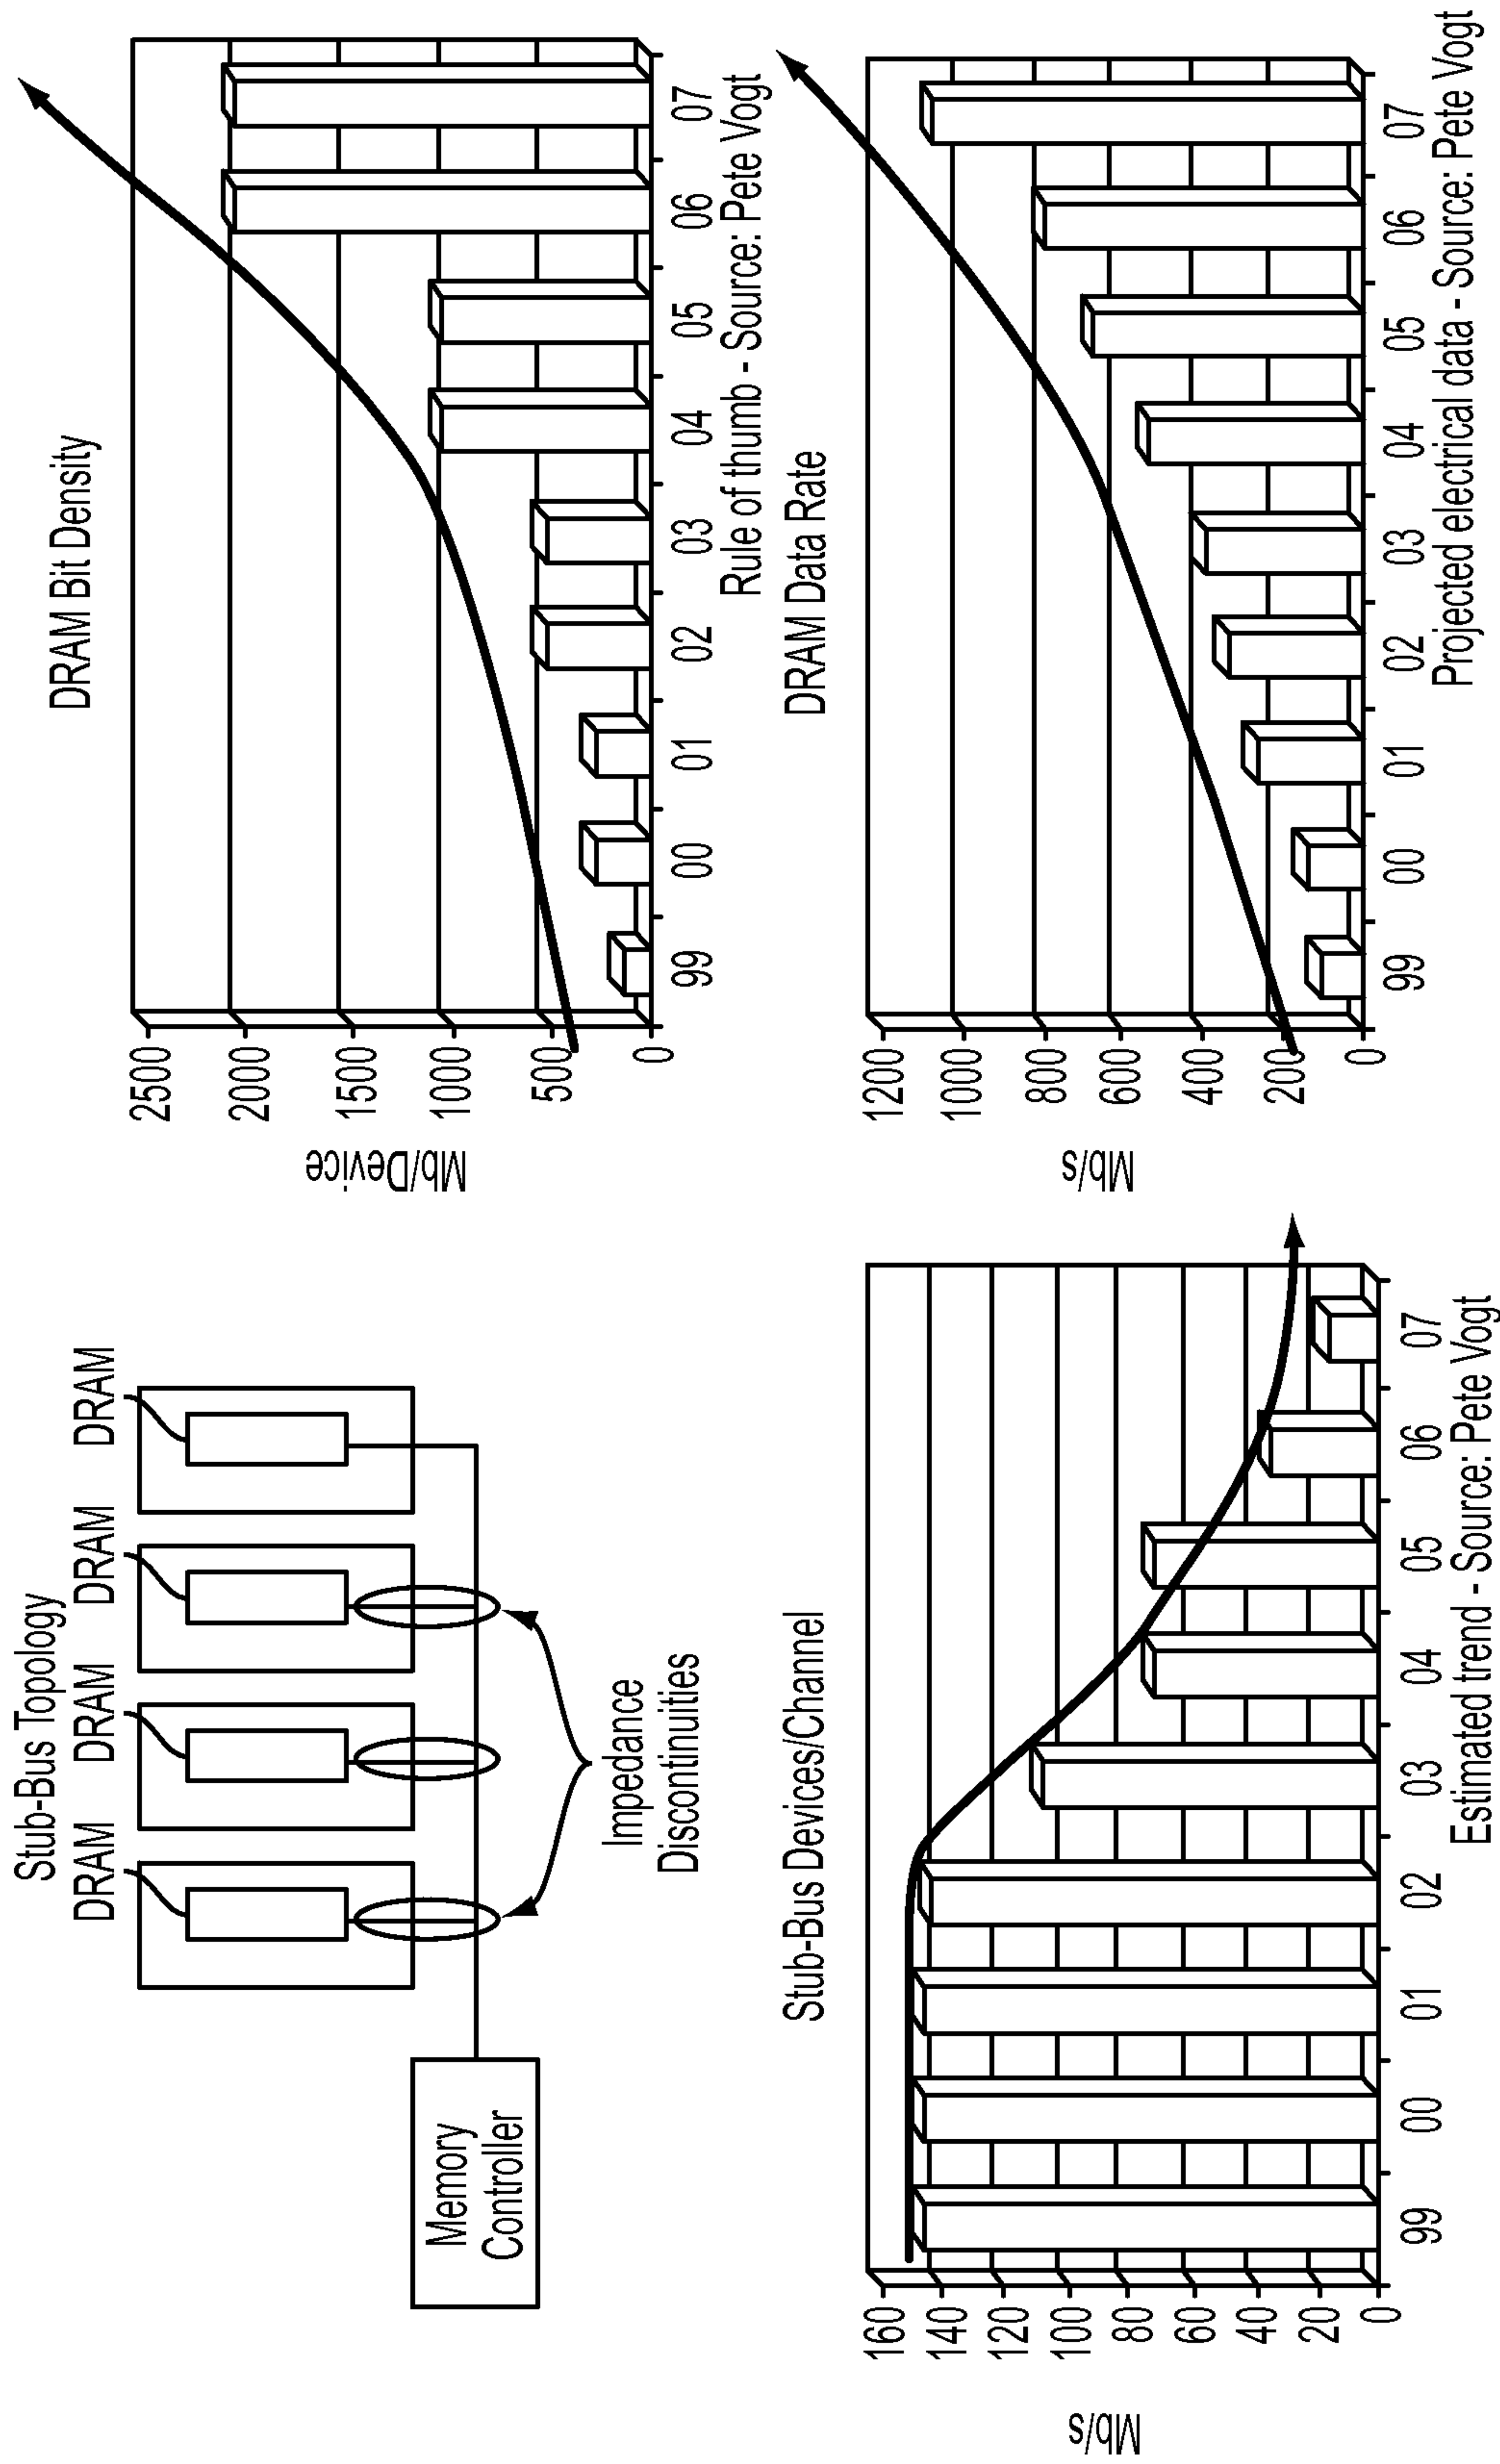 Stub-Bus Topology
DRAM DRAM DRAM DRAM
Memory
Controller
Impedance
Discontinuities
DRAM Bit Density
Mb/Device
2500
2000
1500
1000
500
0
99 00 01 02 03 04 05 06 07
Rule of thumb - Source: Pete Vogt
Stub-Bus Devices/Channel
Mb/s
160
140
120
100
80
60
40
20
0
99 00 01 02 03 04 05 06 07
Estimated trend - Source: Pete Vogt
DRAM Data Rate
Mb/s
1200
1000
800
600
400
200
0
99 00 01 02 03 04 05 06 07
Projected electrical data - Source: Pete Vogt